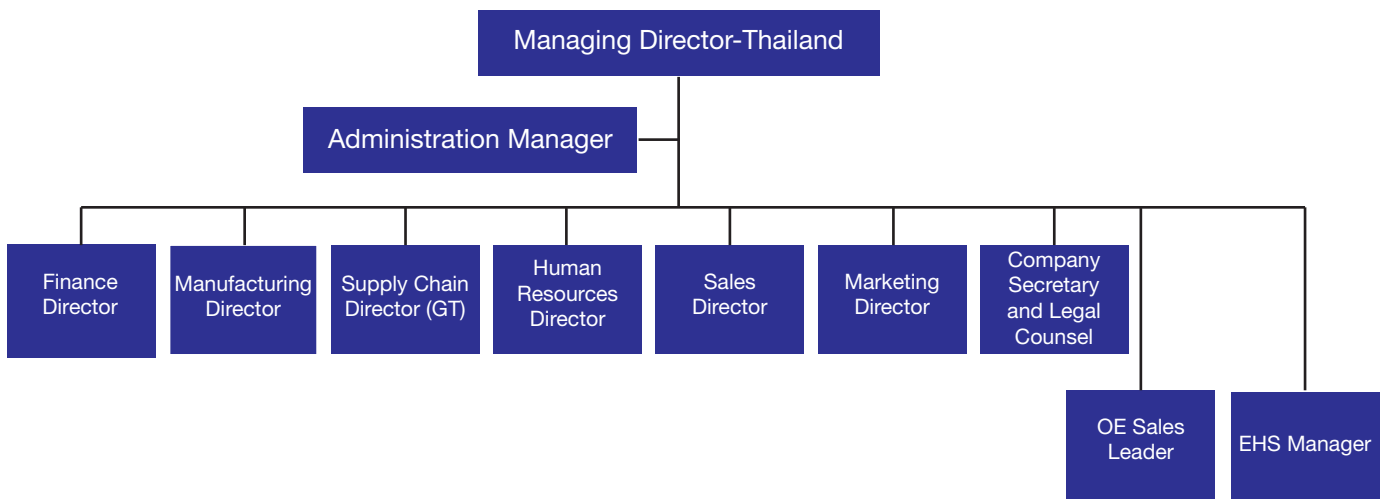 Managing Director-Thailand
Administration Manager
Finance
Director
Manufacturing
Director
Supply Chain
Director (GT)
Human
Resources
Director
Sales
Director
Marketing
Director
Company
Secretary
and Legal
Counsel
OE Sales
Leader
EHS Manager